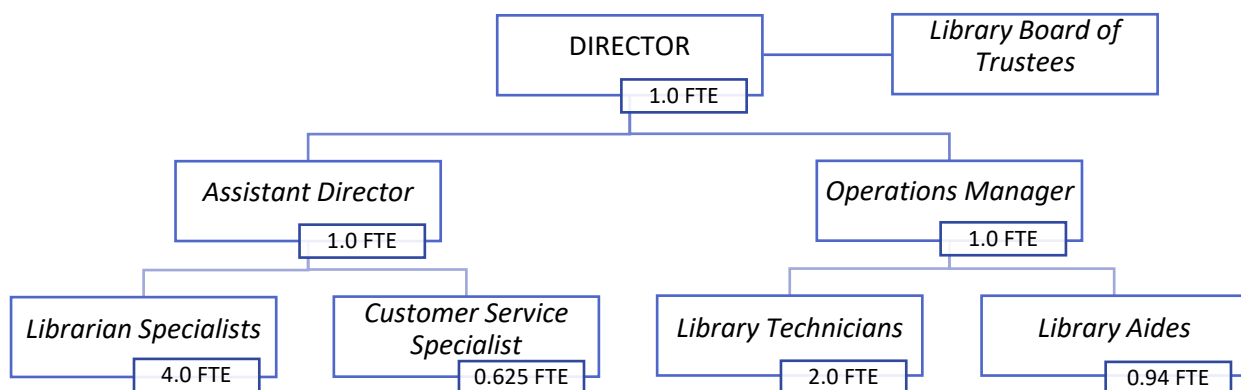 DIRECTOR
1.0 FTE
Library Board of
Trustees
Assistant Director
1.0 FTE
Operations Manager
1.0 FTE
Librarian Specialists
4.0 FTE
Customer Service
Specialist
0.625 FTE
Library Technicians
2.0 FTE
Library Aides
0.94 FTE